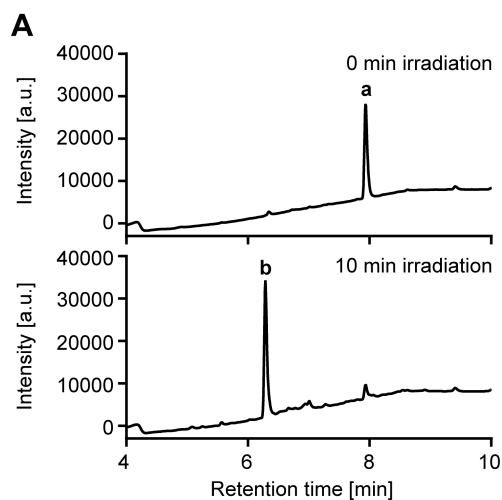 A
0 min irradiation
a
Intensity [a.u.]
40000
30000
20000
10000
0
10 min irradiation
b
Intensity [a.u.]
40000
30000
20000
10000
0
4 6 8 10
Retention time [min]